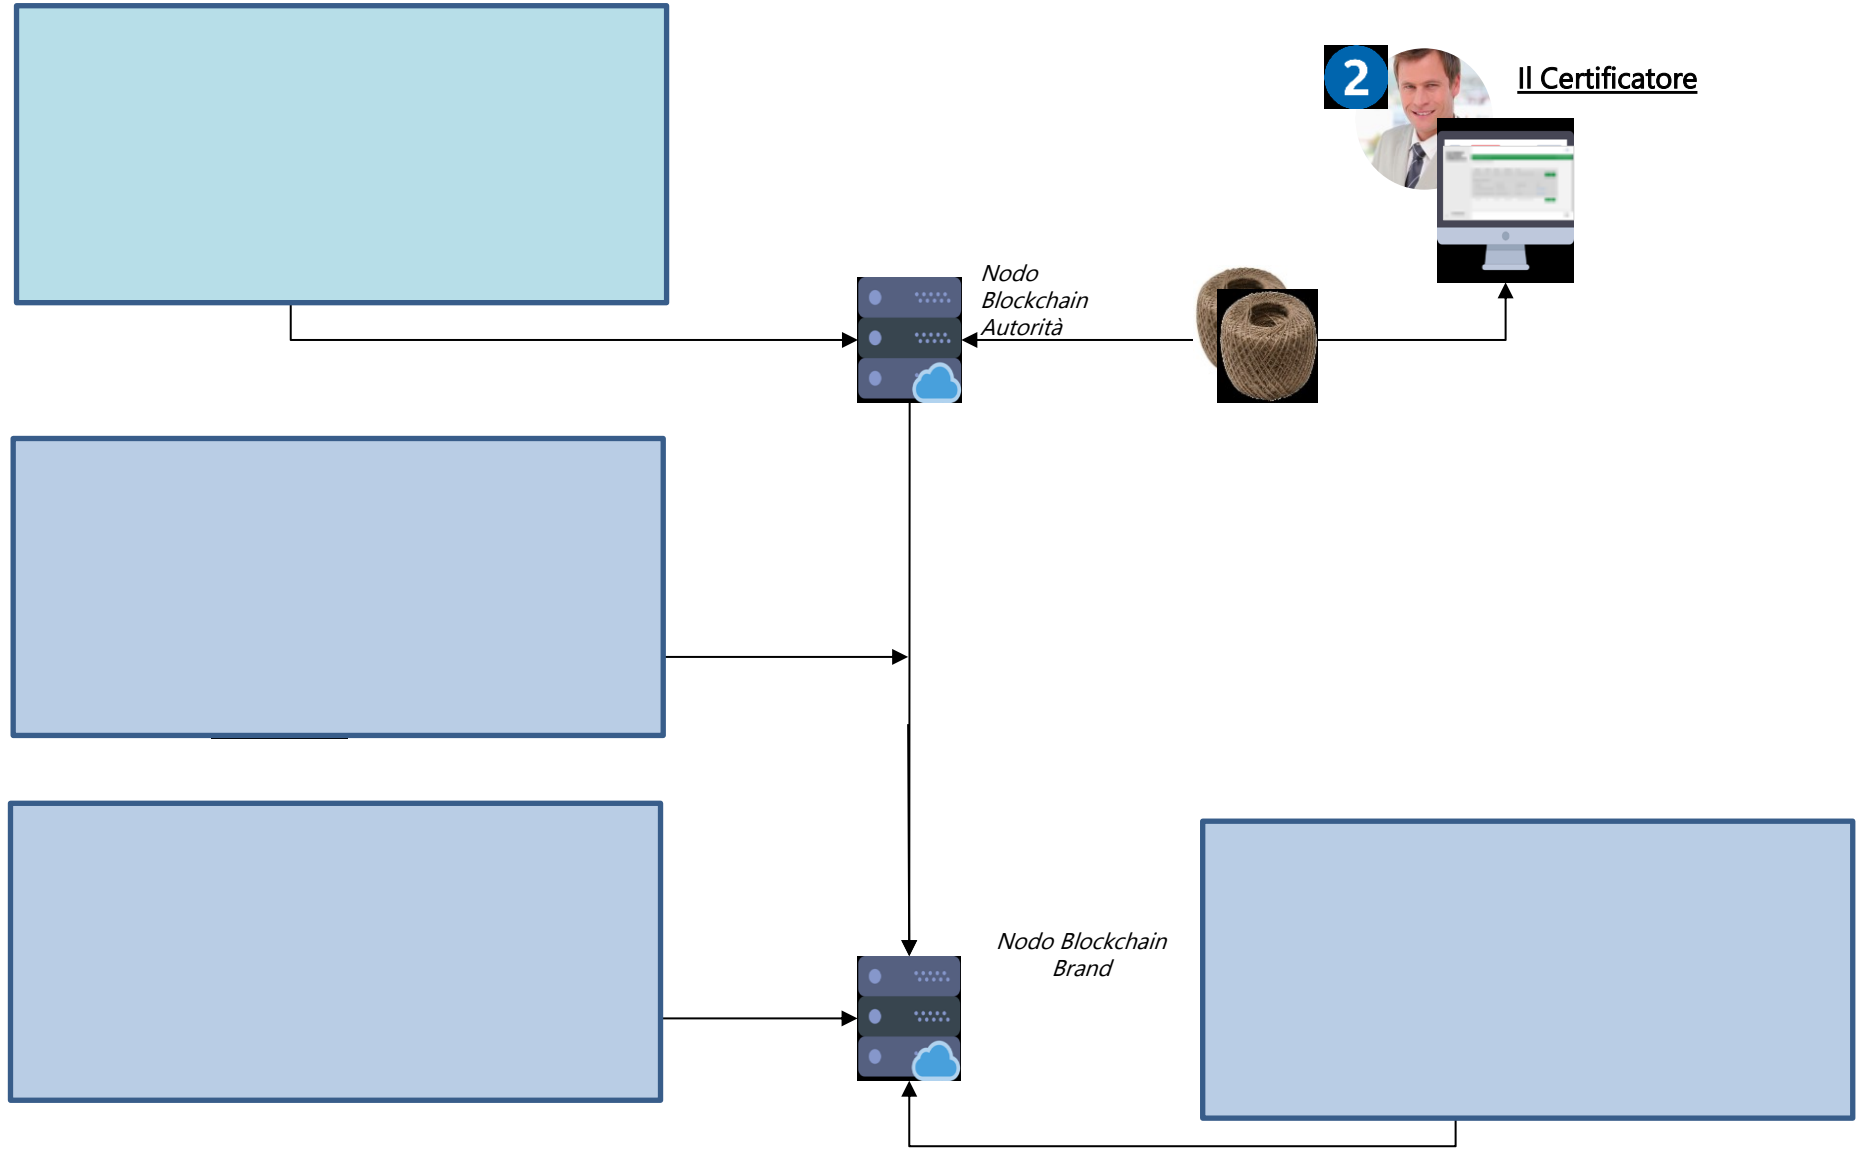 2
Il Certificatore
Nodo
Blockchain
Autorità
Nodo Blockchain
Brand